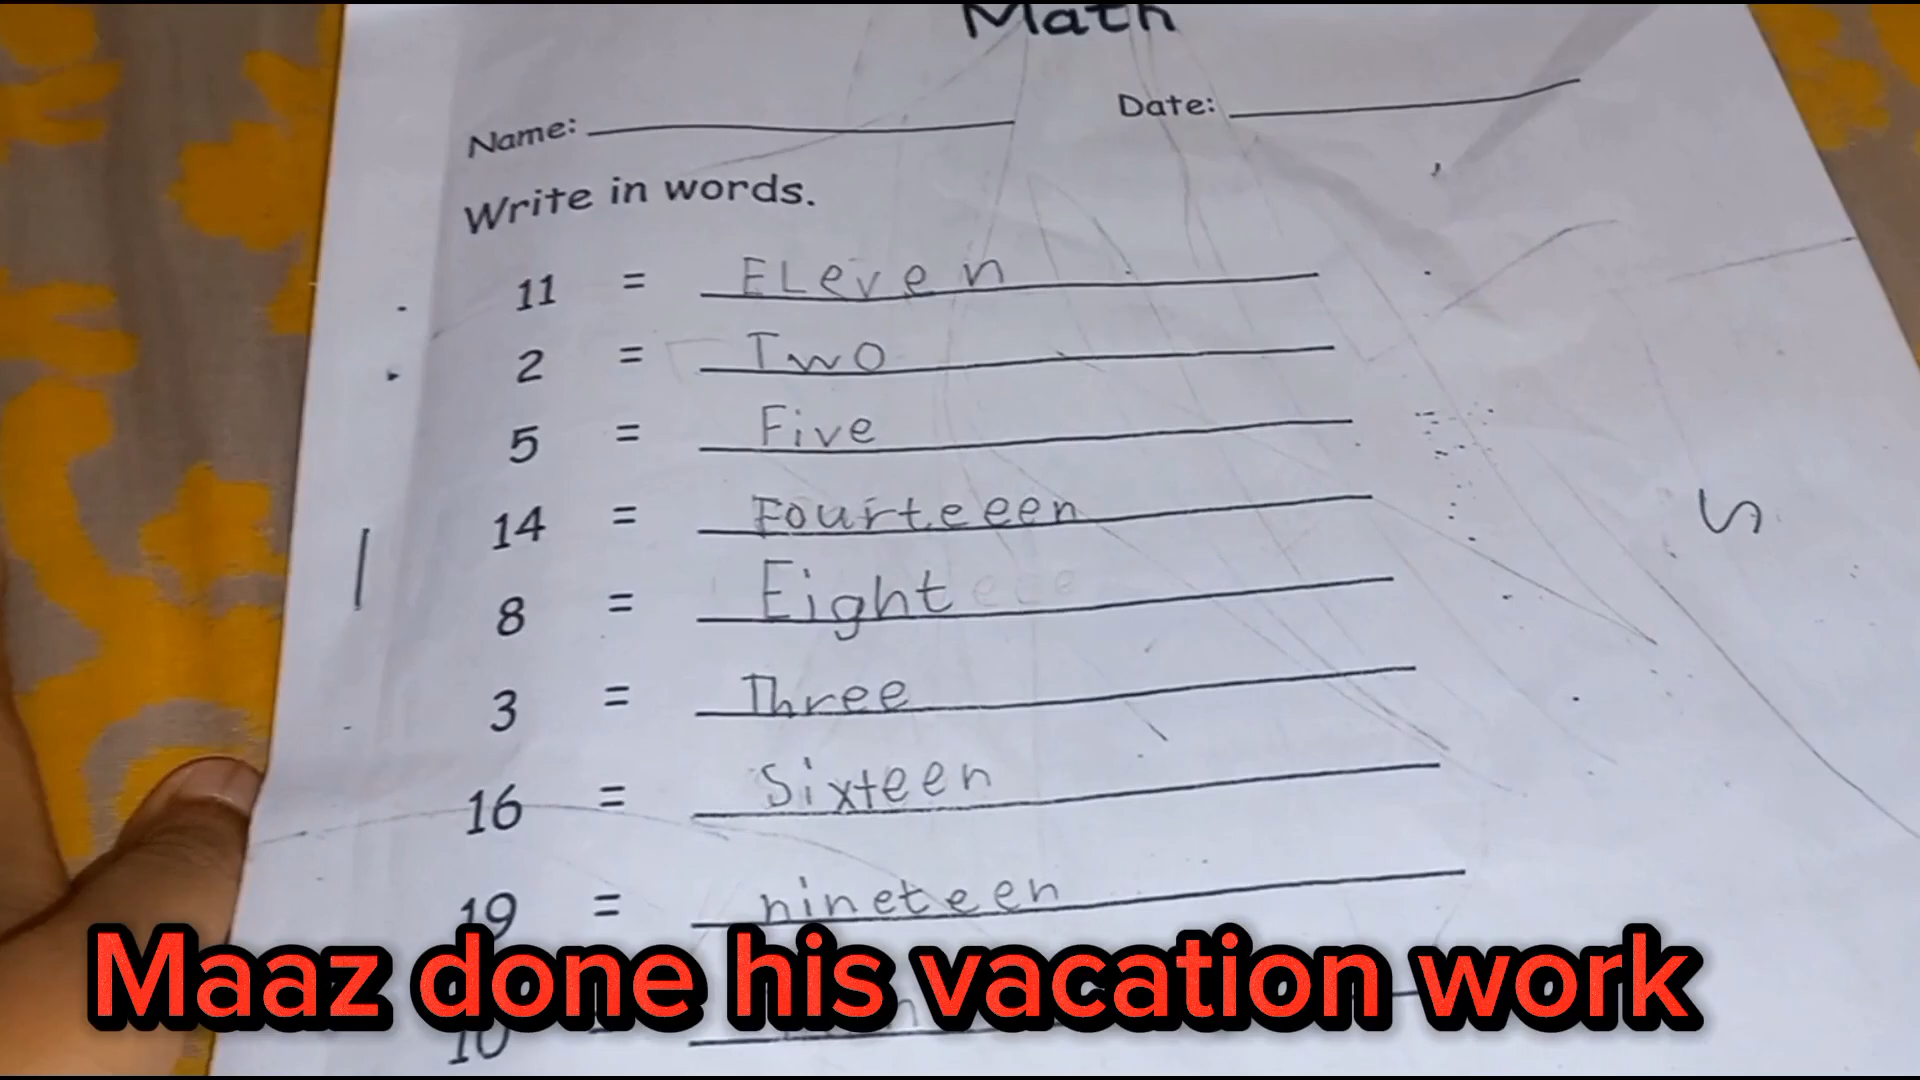 Math
Name: Date:
Write in words.
11 = ELeven
2 = Two
5 = Five
14 = Fourteeen
8 = Eight
3 = Three
16 = Sixteen
19 = nineteen
10 =
Maaz done his vacation work